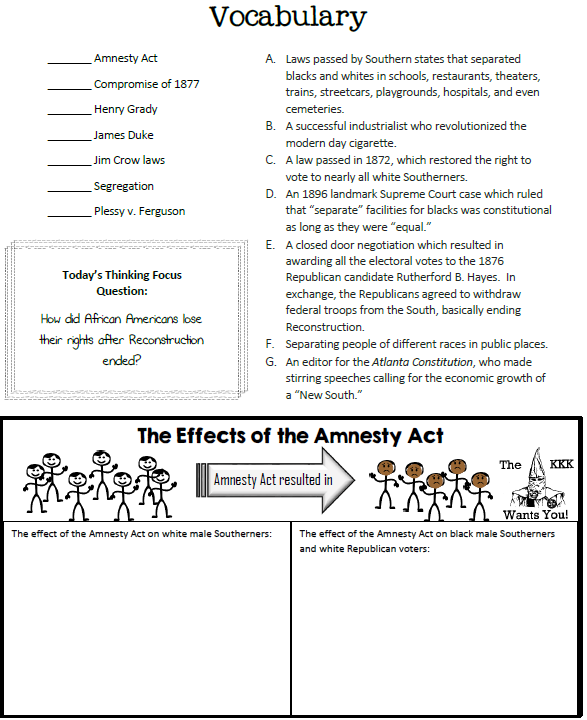 Vocabulary
_______ Amnesty Act
_______ Compromise of 1877
_______ Henry Grady
_______ James Duke
_______ Jim Crow laws
_______ Segregation
_______ Plessy v. Ferguson
A. Laws passed by Southern states that separated
blacks and whites in schools, restaurants, theaters,
trains, streetcars, playgrounds, hospitals, and even
cemeteries.
B. A successful industrialist who revolutionized the
modern day cigarette.
C. A law passed in 1872, which restored the right to
vote to nearly all white Southerners.
D. An 1896 landmark Supreme Court case which ruled
that “separate” facilities for blacks was constitutional
as long as they were “equal.”
E. A closed door negotiation which resulted in
awarding all the electoral votes to the 1876
Republican candidate Rutherford B. Hayes. In
exchange, the Republicans agreed to withdraw
federal troops from the South, basically ending
Reconstruction.
F. Separating people of different races in public places.
G. An editor for the Atlanta Constitution, who made
stirring speeches calling for the economic growth of
a “New South.”
Today’s Thinking Focus
Question:
How did African Americans lose
their rights after Reconstruction
ended?
The Effects of the Amnesty Act
Amnesty Act resulted in
The KKK
Wants You!
The effect of the Amnesty Act on white male Southerners:
The effect of the Amnesty Act on black male Southerners
and white Republican voters: